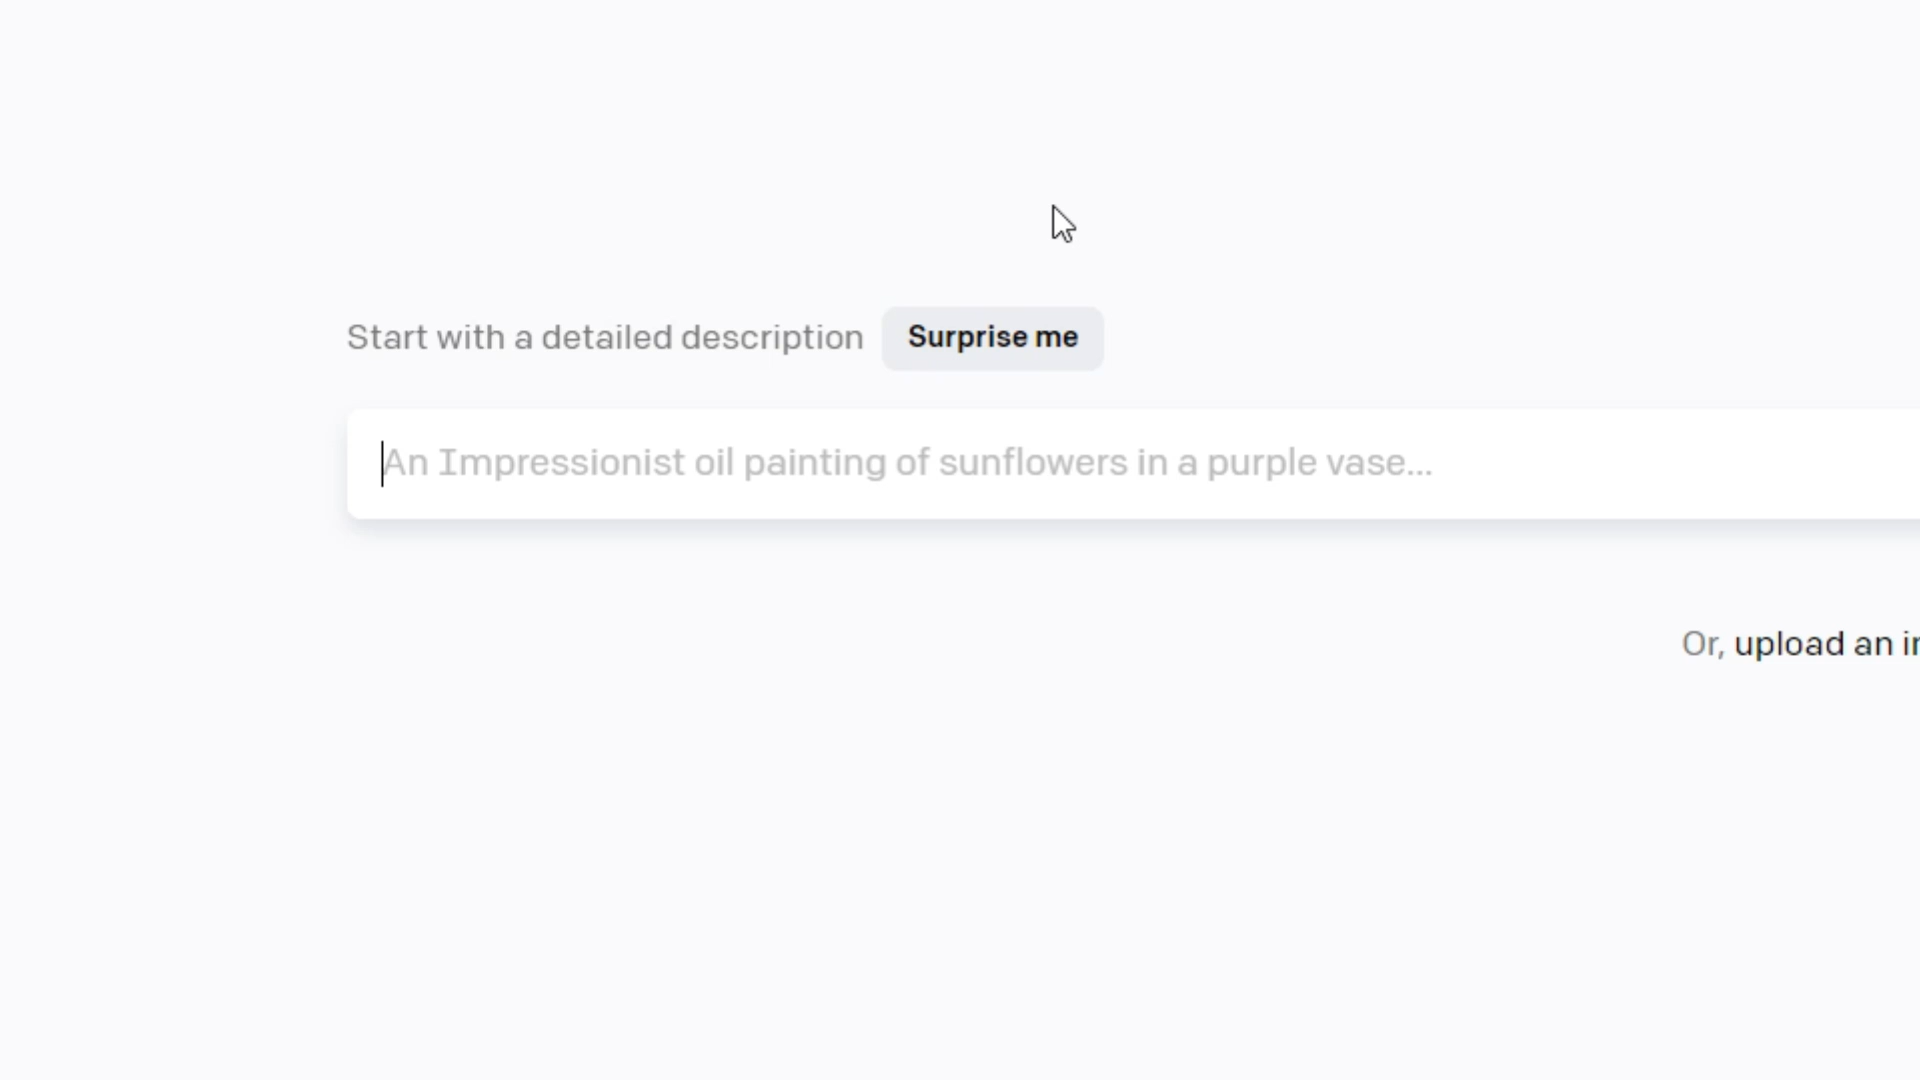 Start with a detailed description Surprise me
An Impressionist oil painting of sunflowers in a purple vase...
Or, upload an